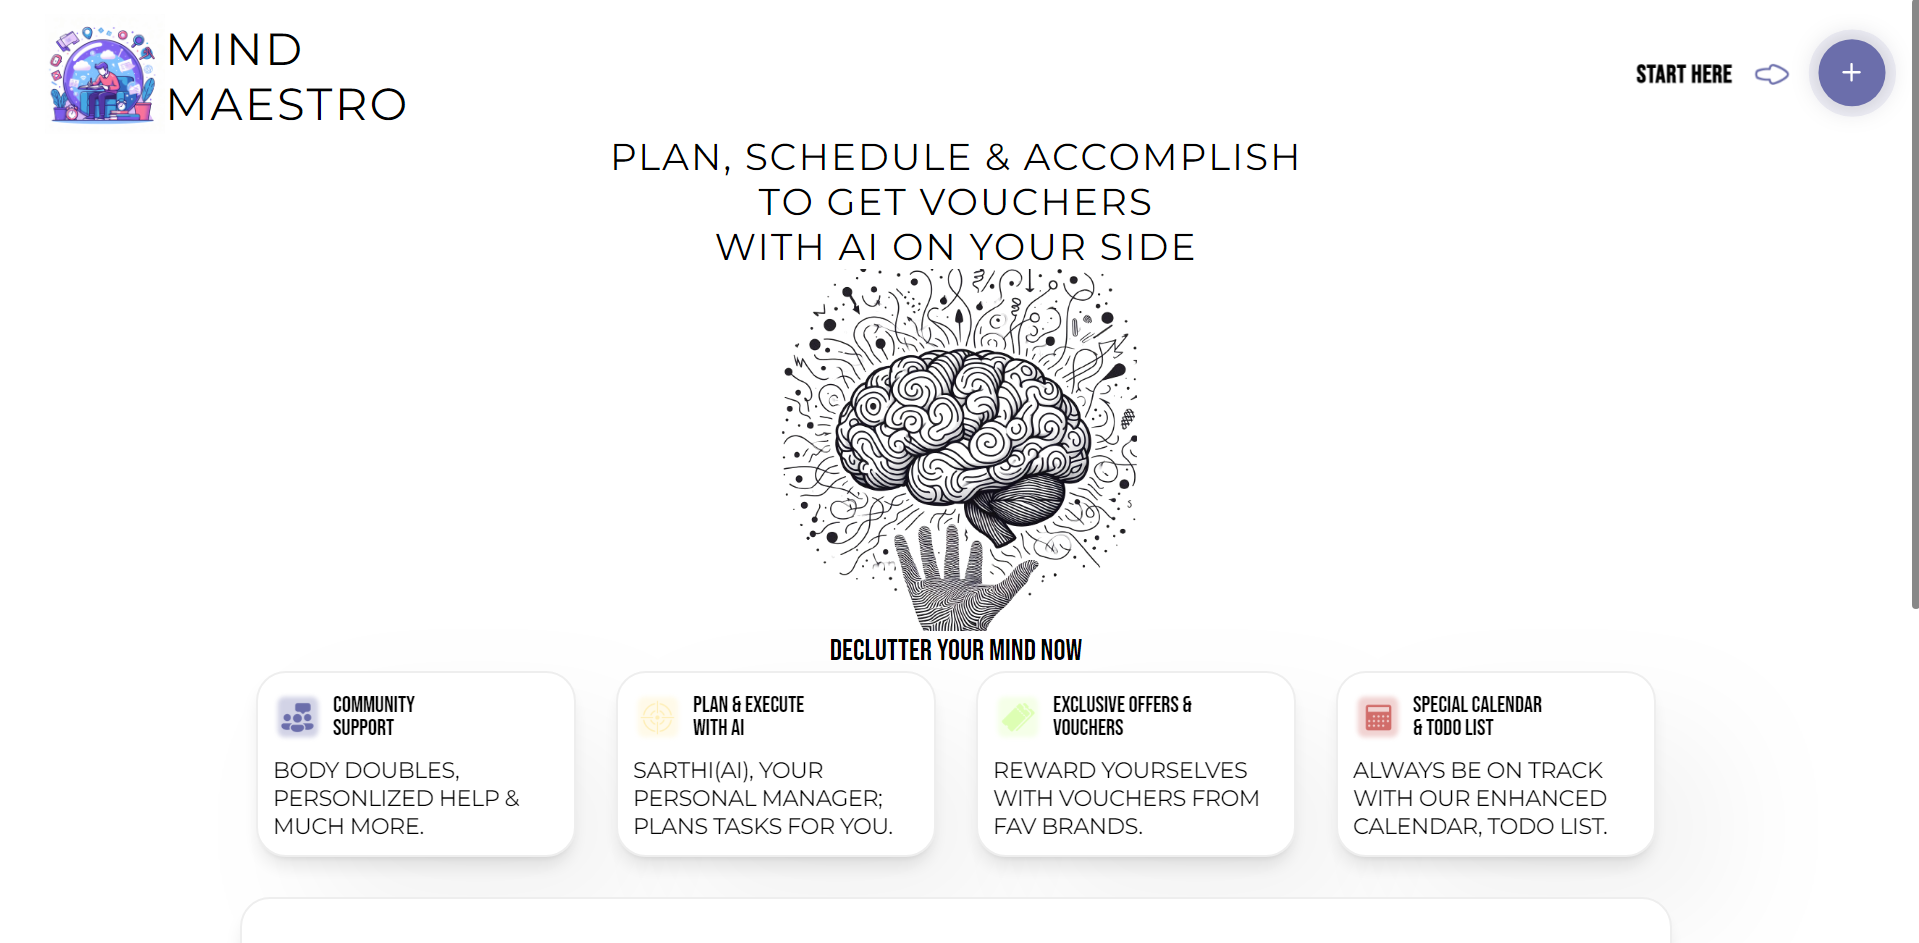 MIND
MAESTRO
START HERE
+
PLAN, SCHEDULE & ACCOMPLISH
TO GET VOUCHERS
WITH AI ON YOUR SIDE
DECLUTTER YOUR MIND NOW
COMMUNITY
SUPPORT
BODY DOUBLES,
PERSONLIZED HELP &
MUCH MORE.
PLAN & EXECUTE
WITH AI
SARTHI(AI), YOUR
PERSONAL MANAGER;
PLANS TASKS FOR YOU.
EXCLUSIVE OFFERS &
VOUCHERS
REWARD YOURSELVES
WITH VOUCHERS FROM
FAV BRANDS.
SPECIAL CALENDAR
& TODO LIST
ALWAYS BE ON TRACK
WITH OUR ENHANCED
CALENDAR, TODO LIST.